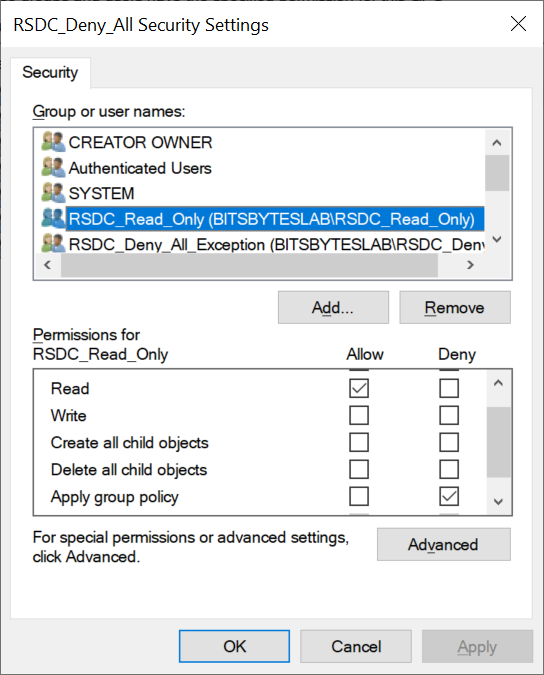 RSDC_Deny_All Security Settings
Security
Group or user names:
CREATOR OWNER
Authenticated Users
SYSTEM
RSDC_Read_Only (BITSBYTESLAB\RSDC_Read_Only)
RSDC_Deny_All_Exception (BITSBYTESLAB\RSDC_Deny
Add...
Remove
Permissions for
RSDC_Read_Only
Allow
Deny
Read
Write
Create all child objects
Delete all child objects
Apply group policy
For special permissions or advanced settings,
click Advanced.
Advanced
OK
Cancel
Apply